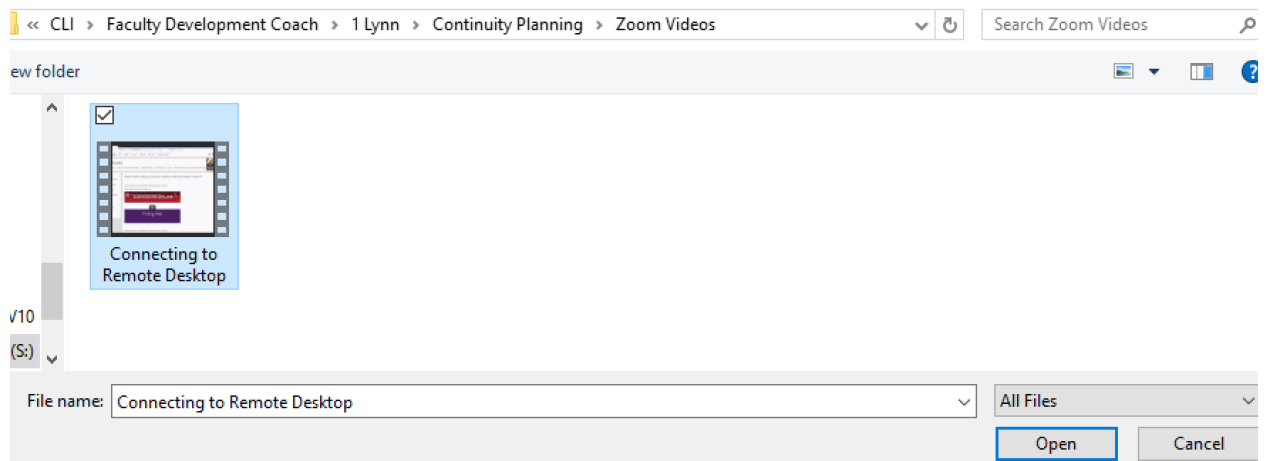 « CLI > Faculty Development Coach > 1 Lynn > Continuity Planning > Zoom Videos
Search Zoom Videos
ew folder
?
Connecting to
Remote Desktop
V10
(S:)
File name: Connecting to Remote Desktop
All Files
Open Cancel